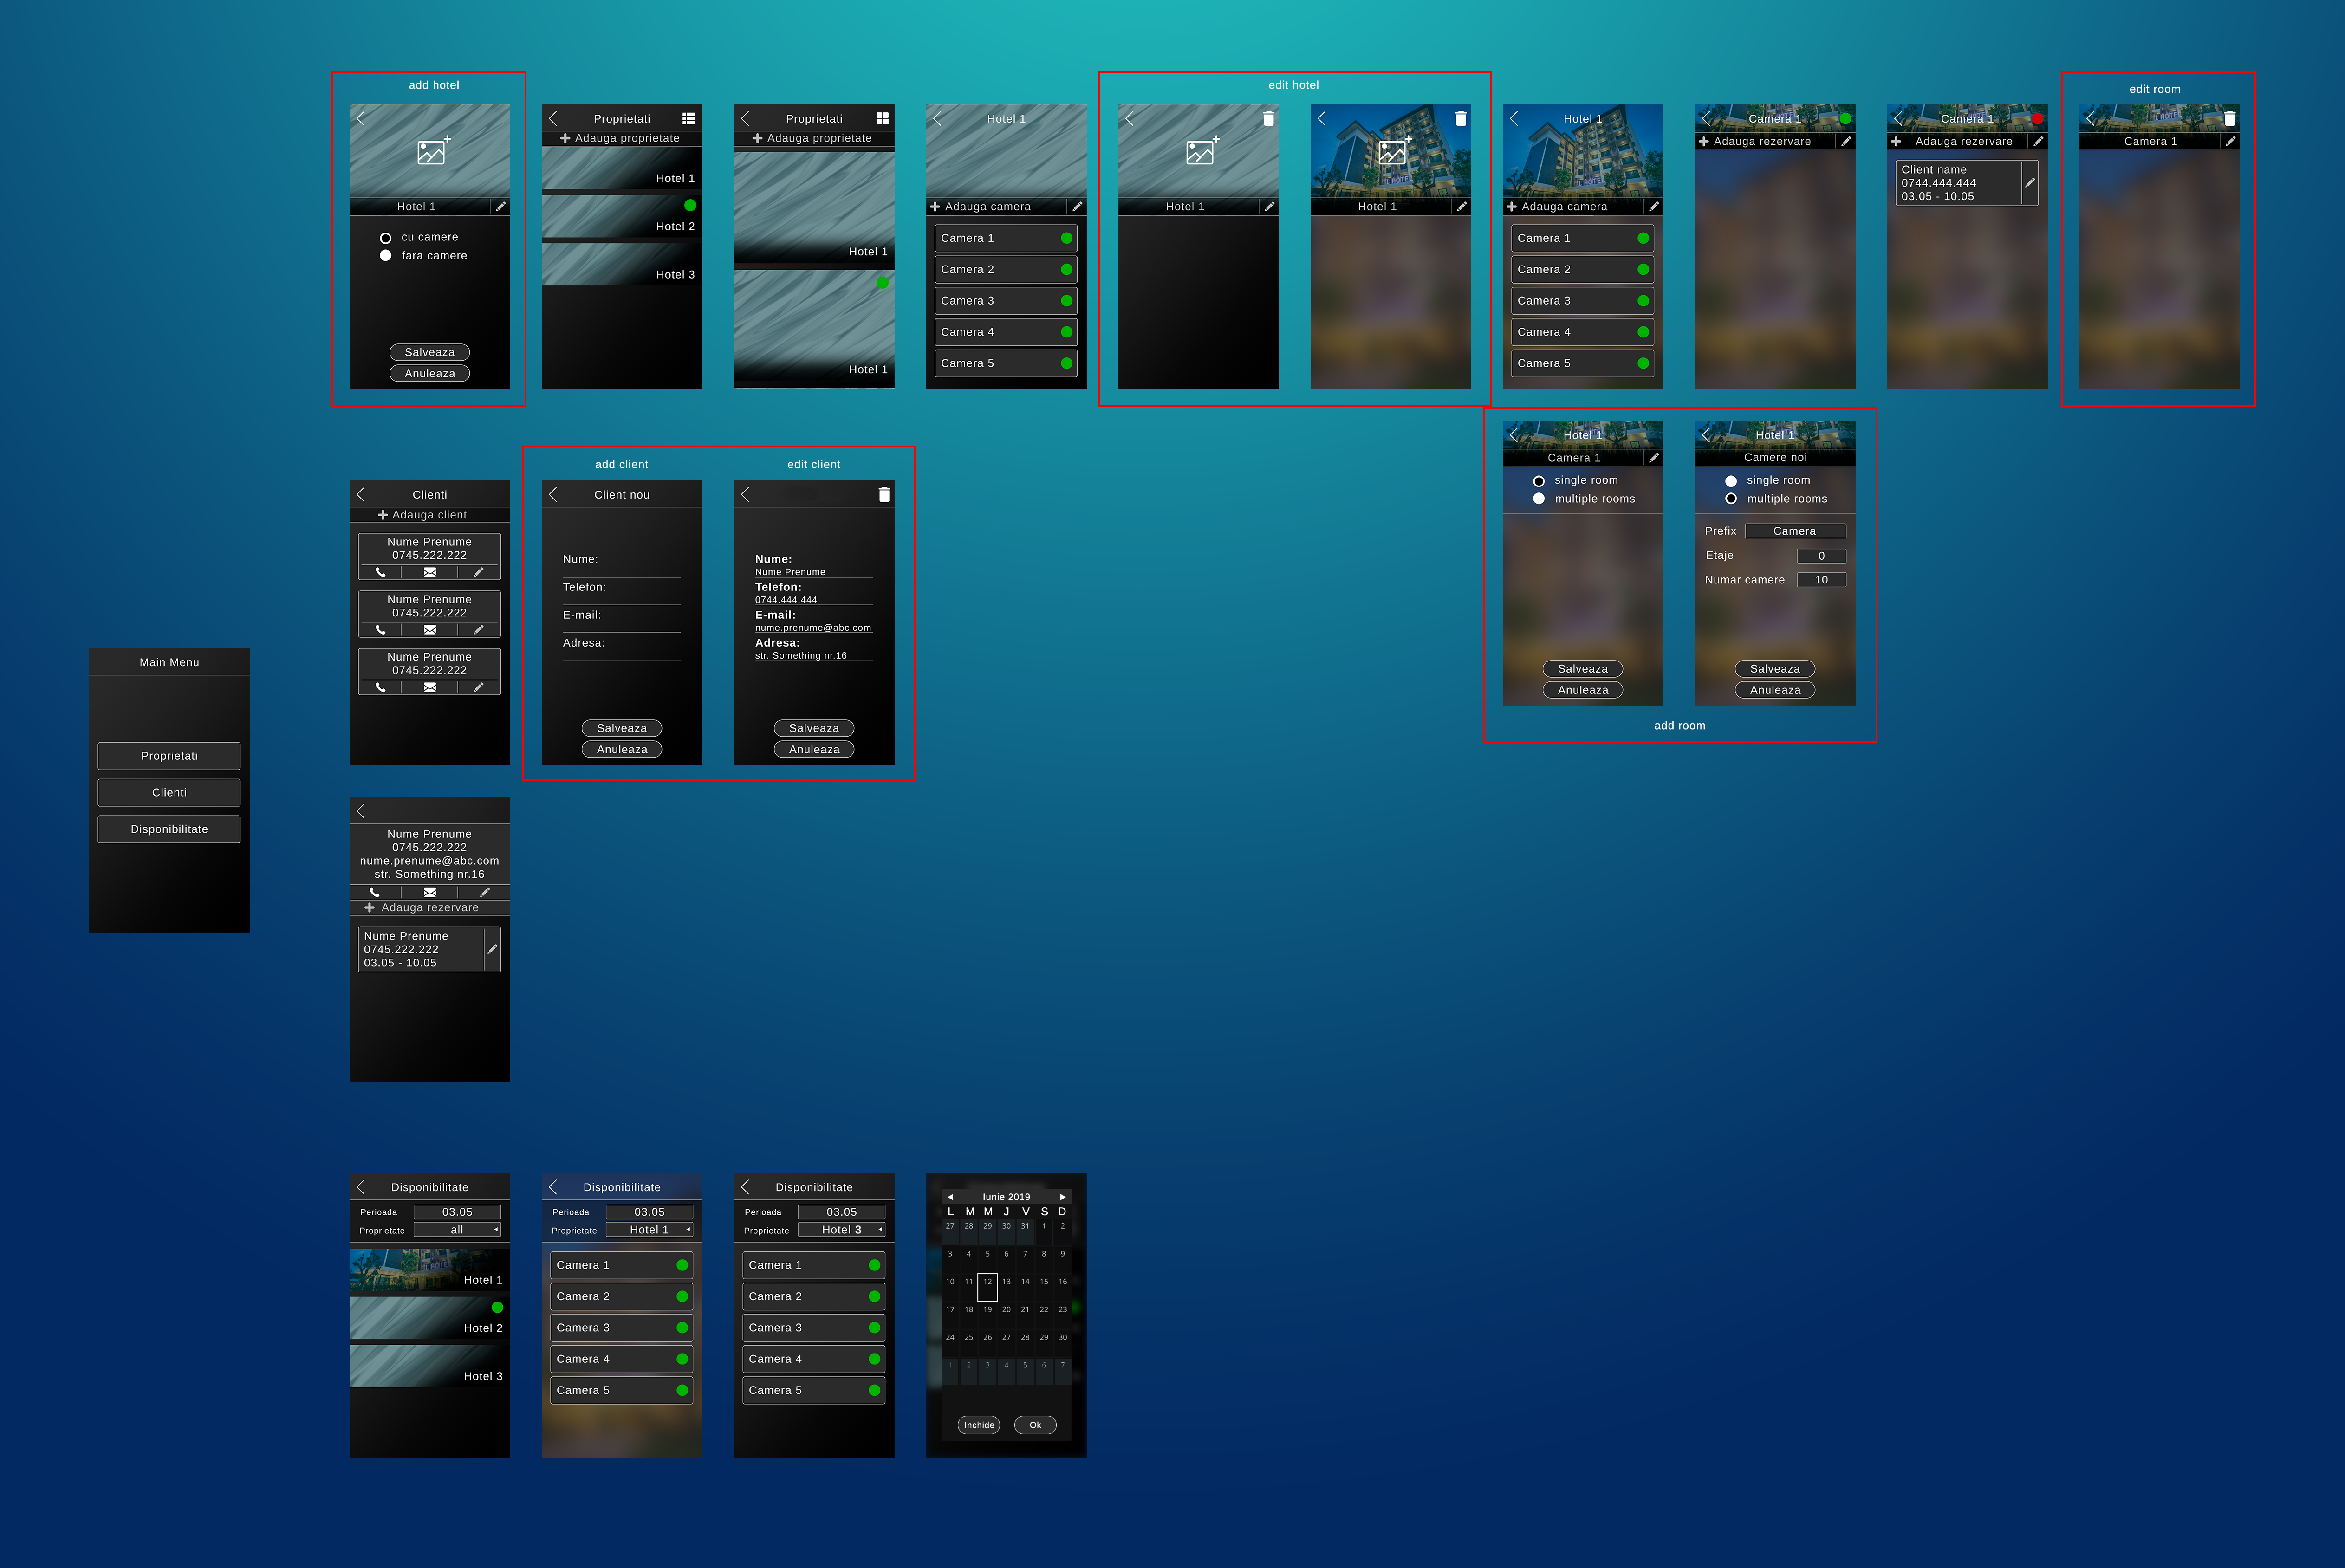 add hotel
Hotel 1
cu camere
fara camere
Salveaza
Anuleaza
Proprietati
Adauga proprietate
Hotel 1
Hotel 2
Hotel 3
Proprietati
Adauga proprietate
Hotel 1
Hotel 1
Hotel 1
Adauga camera
Camera 1
Camera 2
Camera 3
Camera 4
Camera 5
edit hotel
Hotel 1
Hotel 1
Hotel 1
Adauga camera
Camera 1
Camera 2
Camera 3
Camera 4
Camera 5
Camera 1
Adauga rezervare
Camera 1
Adauga rezervare
Client name
0744.444.444
03.05 - 10.05
edit room
Camera 1
Hotel 1
Camera 1
single room
multiple rooms
Salveaza
Anuleaza
Hotel 1
Camere noi
single room
multiple rooms
Prefix Camera
Etaje 0
Numar camere 10
Salveaza
Anuleaza
add room
Clienti
Adauga client
Nume Prenume
0745.222.222
Nume Prenume
0745.222.222
Nume Prenume
0745.222.222
add client
Client nou
Nume:
Telefon:
E-mail:
Adresa:
Salveaza
Anuleaza
edit client
Nume:
Nume Prenume
Telefon:
0744.444.444
E-mail:
nume.prenume@abc.com
Adresa:
str. Something nr.16
Salveaza
Anuleaza
Main Menu
Proprietati
Clienti
Disponibilitate
Nume Prenume
0745.222.222
nume.prenume@abc.com
str. Something nr.16
Adauga rezervare
Nume Prenume
0745.222.222
03.05 - 10.05
Disponibilitate
Perioada 03.05
Proprietate all
Hotel 1
Hotel 2
Hotel 3
Disponibilitate
Perioada 03.05
Proprietate Hotel 1
Camera 1
Camera 2
Camera 3
Camera 4
Camera 5
Disponibilitate
Perioada 03.05
Proprietate Hotel 3
Camera 1
Camera 2
Camera 3
Camera 4
Camera 5
Iunie 2019
L M M J V S D
27 28 29 30 31 1 2
3 4 5 6 7 8 9
10 11 12 13 14 15 16
17 18 19 20 21 22 23
24 25 26 27 28 29 30
1 2 3 4 5 6 7
Inchide Ok